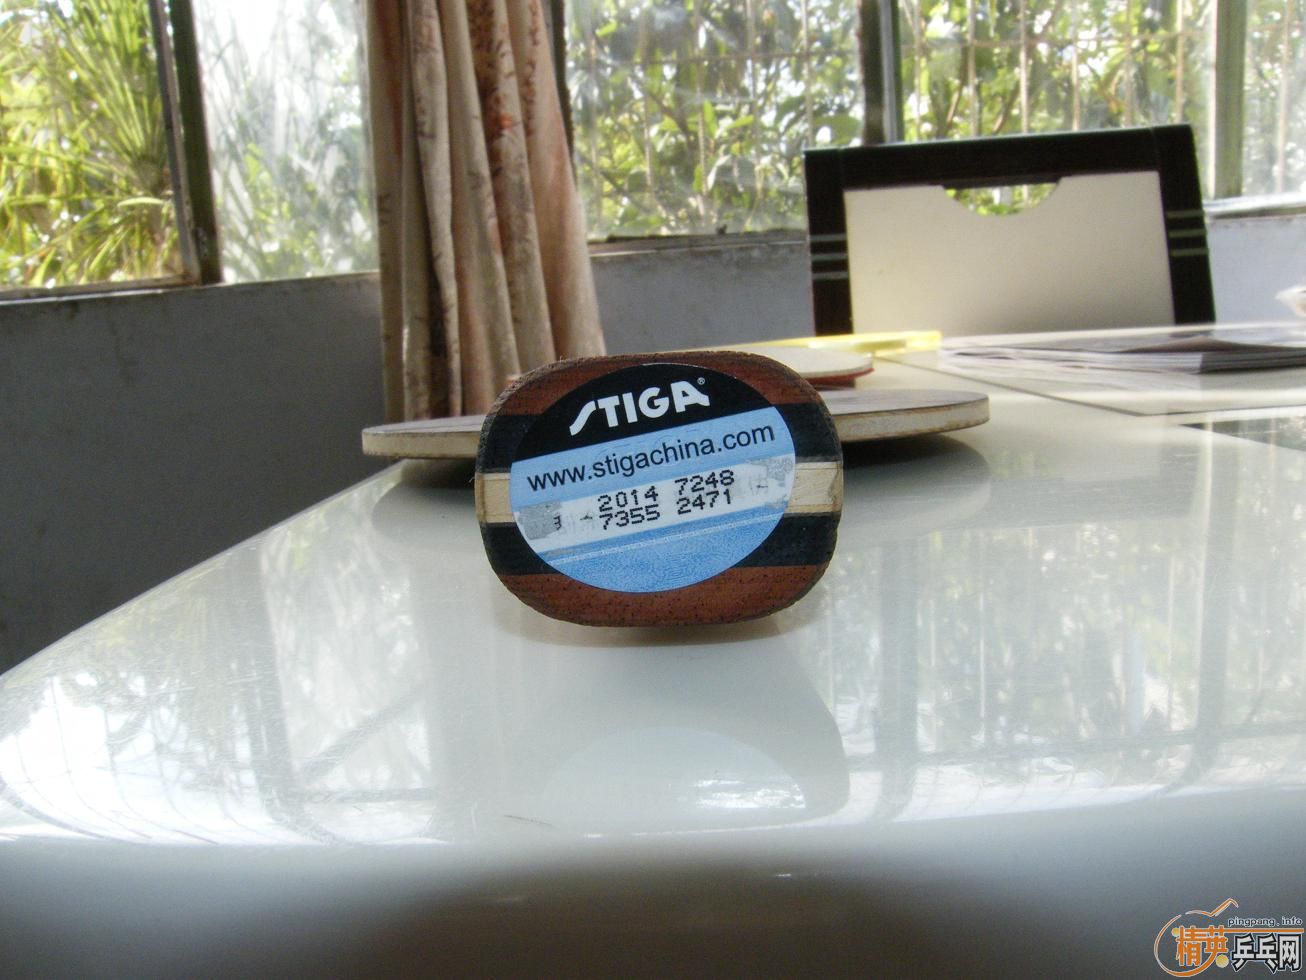 STIGA®
www.stigachina.com
2014 7248
7355 2471
pingpang.info
精英乒乓网